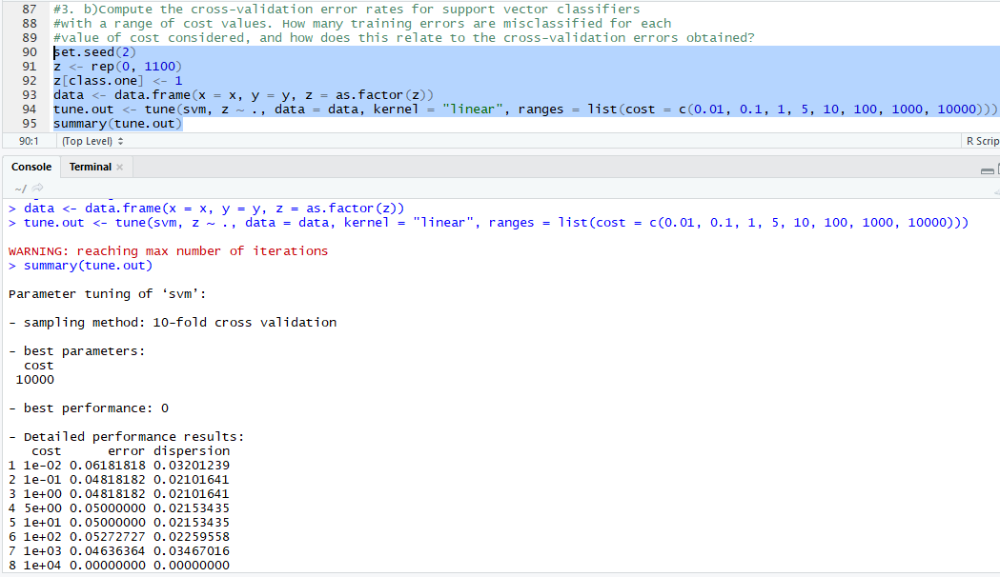 87 #3. b)Compute the cross-validation error rates for support vector classifiers
88 #with a range of cost values. How many training errors are misclassified for each
89 #value of cost considered, and how does this relate to the cross-validation errors obtained?
90 set.seed(2)
91 z <- rep(0, 1100)
92 z[class.one] <- 1
93 data <- data.frame(x = x, y = y, z = as.factor(z))
94 tune.out <- tune(svm, z ~ ., data = data, kernel = "linear", ranges = list(cost = c(0.01, 0.1, 1, 5, 10, 100, 1000, 10000)))
95 summary(tune.out)
90:1 (Top Level) R Scrip
Console Terminal ×
~/
> data <- data.frame(x = x, y = y, z = as.factor(z))
> tune.out <- tune(svm, z ~ ., data = data, kernel = "linear", ranges = list(cost = c(0.01, 0.1, 1, 5, 10, 100, 1000, 10000)))
WARNING: reaching max number of iterations
> summary(tune.out)
Parameter tuning of ‘svm’:
- sampling method: 10-fold cross validation
- best parameters:
cost
10000
- best performance: 0
- Detailed performance results:
cost error dispersion
1 1e-02 0.06181818 0.03201239
2 1e-01 0.04818182 0.02101641
3 1e+00 0.04818182 0.02101641
4 5e+00 0.05000000 0.02153435
5 1e+01 0.05000000 0.02153435
6 1e+02 0.05272727 0.02259558
7 1e+03 0.04636364 0.03467016
8 1e+04 0.00000000 0.00000000